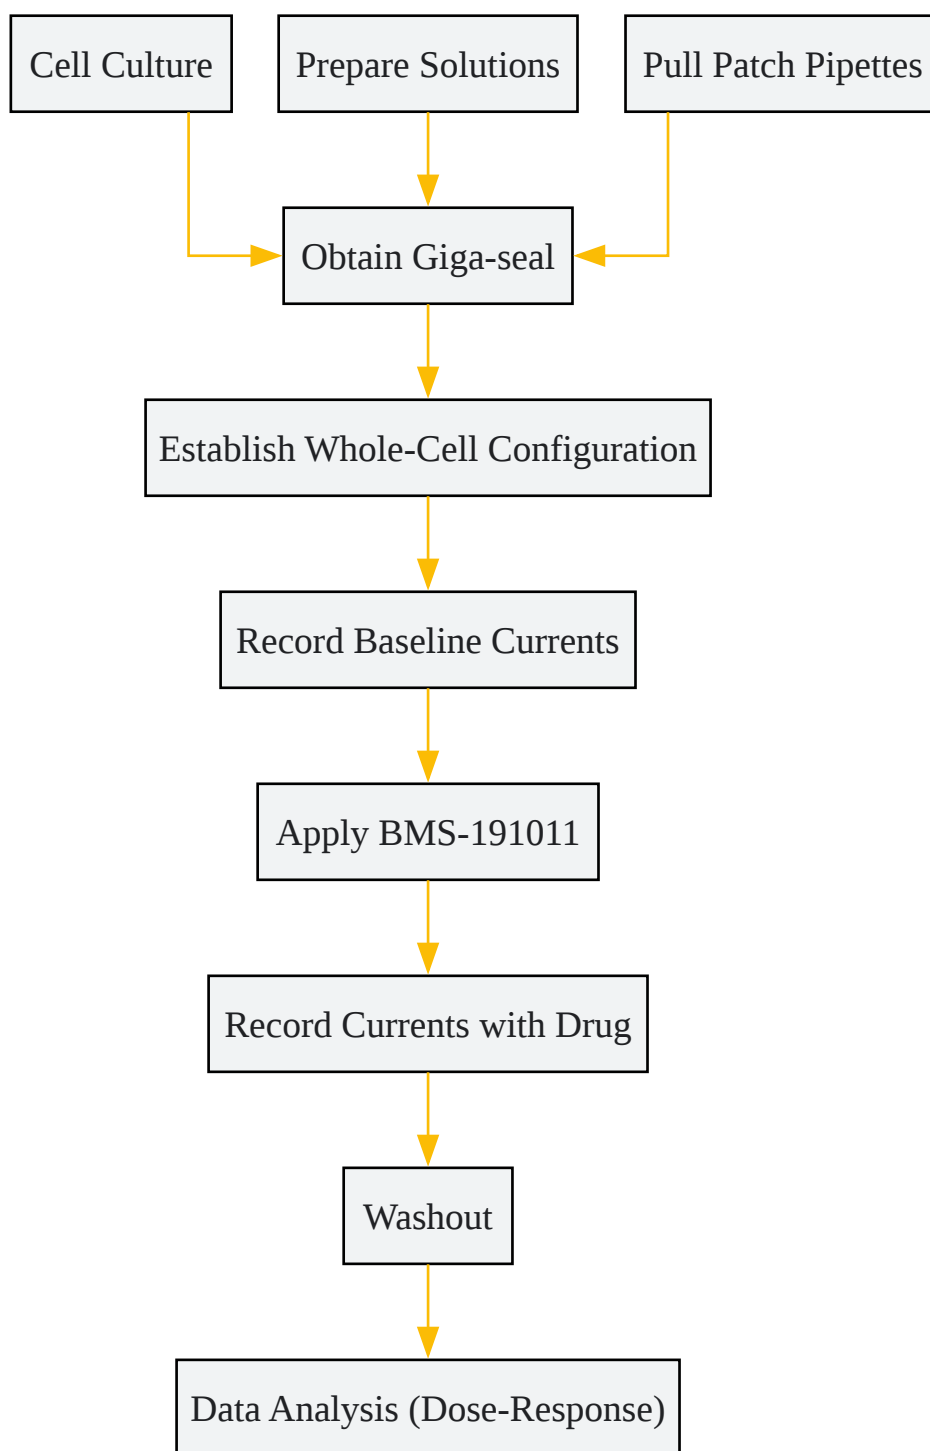 Cell Culture
Prepare Solutions
Pull Patch Pipettes
Obtain Giga-seal
Establish Whole-Cell Configuration
Record Baseline Currents
Apply BMS-191011
Record Currents with Drug
Washout
Data Analysis (Dose-Response)